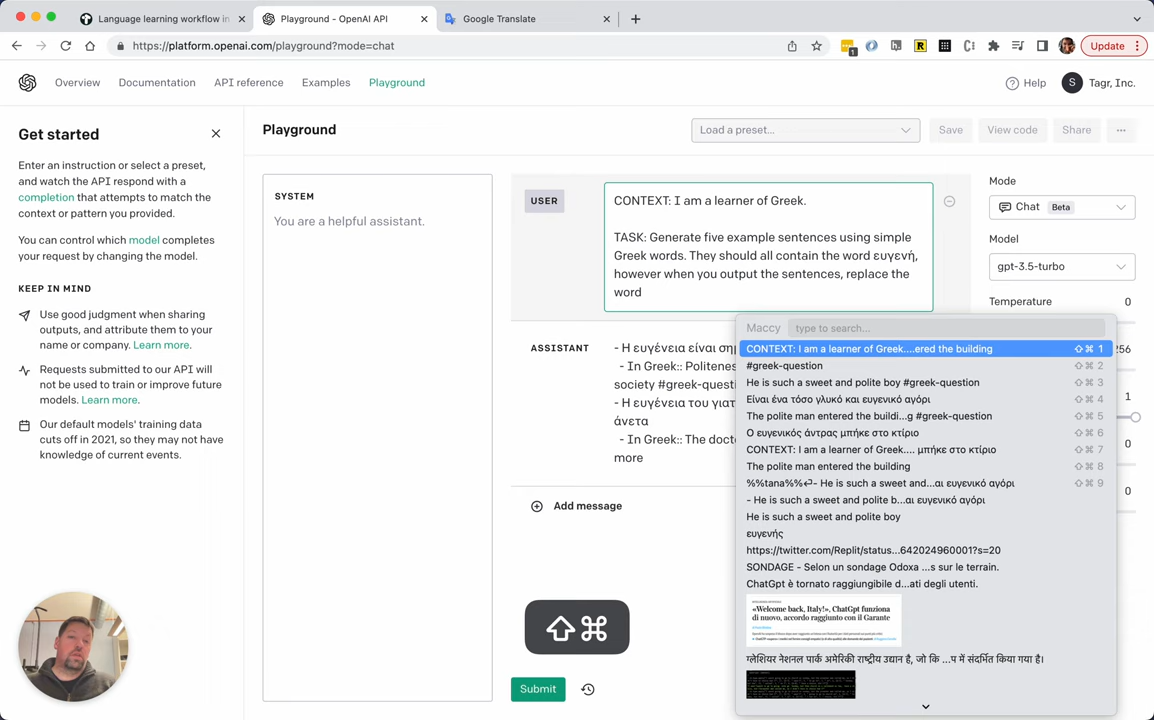 Language learning workflow in
Playground - OpenAI API
Google Translate
https://platform.openai.com/playground?mode=chat
1
R
Update
Overview
Documentation
API reference
Examples
Playground
Help
S
Tagr, Inc.
Get started
Enter an instruction or select a preset,
and watch the API respond with a
completion that attempts to match the
context or pattern you provided.
You can control which model completes
your request by changing the model.
KEEP IN MIND
Use good judgment when sharing
outputs, and attribute them to your
name or company. Learn more.
Requests submitted to our API will
not be used to train or improve future
models. Learn more.
Our default models' training data
cuts off in 2021, so they may not have
knowledge of current events.
Playground
Load a preset...
Save
View code
Share
...
SYSTEM
You are a helpful assistant.
USER
CONTEXT: I am a learner of Greek.
TASK: Generate five example sentences using simple
Greek words. They should all contain the word ευγενή,
however when you output the sentences, replace the
word
ASSISTANT
- Η ευγένεια είναι ση
- In Greek:: Politenes
society #greek-questi
- Η ευγένεια του γιατ
άνετα
- In Greek:: The docto
more
Add message
Submit
⇧⌘
Mode
Chat
Beta
Model
gpt-3.5-turbo
Temperature
0
256
1
0
0
Maccy
type to search...
CONTEXT: I am a learner of Greek....ered the building ⇧⌘ 1
#greek-question ⇧⌘ 2
He is such a sweet and polite boy #greek-question ⇧⌘ 3
Είναι ένα τόσο γλυκό και ευγενικό αγόρι ⇧⌘ 4
The polite man entered the buildi...g #greek-question ⇧⌘ 5
Ο ευγενικός άντρας μπήκε στο κτίριο ⇧⌘ 6
CONTEXT: I am a learner of Greek.... μπήκε στο κτίριο ⇧⌘ 7
The polite man entered the building ⇧⌘ 8
%%tana%%⏎- He is such a sweet and...αι ευγενικό αγόρι ⇧⌘ 9
- He is such a sweet and polite b...αι ευγενικό αγόρι
He is such a sweet and polite boy
ευγενής
https://twitter.com/Replit/status...642024960001?s=20
SONDAGE - Selon un sondage Odoxa ...s sur le terrain.
ChatGpt è tornato raggiungibile d...ati degli utenti.
«Welcome back, Italy!», ChatGpt funziona
di nuovo, accordo raggiunto con il Garante
ग्लेशियर नेशनल पार्क अमेरिकी राष्ट्रीय उद्यान है, जो कि ...प में संदर्भित किया गया है।